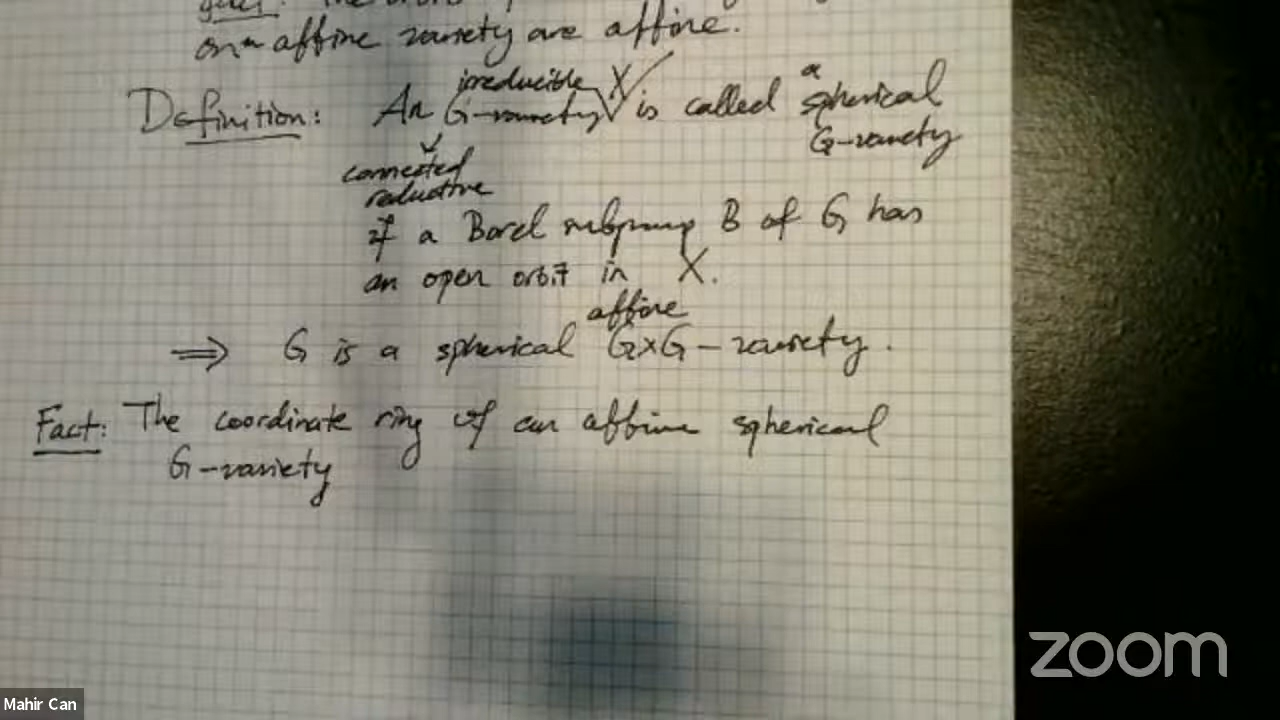 on affine variety are affine.
irreducible X
Definition: An G-variety is called a spherical
G-variety
connected
reductive
if a Borel subgroup B of G has
an open orbit in X.
affine
⟹ G is a spherical G×G-variety.
Fact: The coordinate ring of an affine spherical
G-variety
zoom
Mahir Can